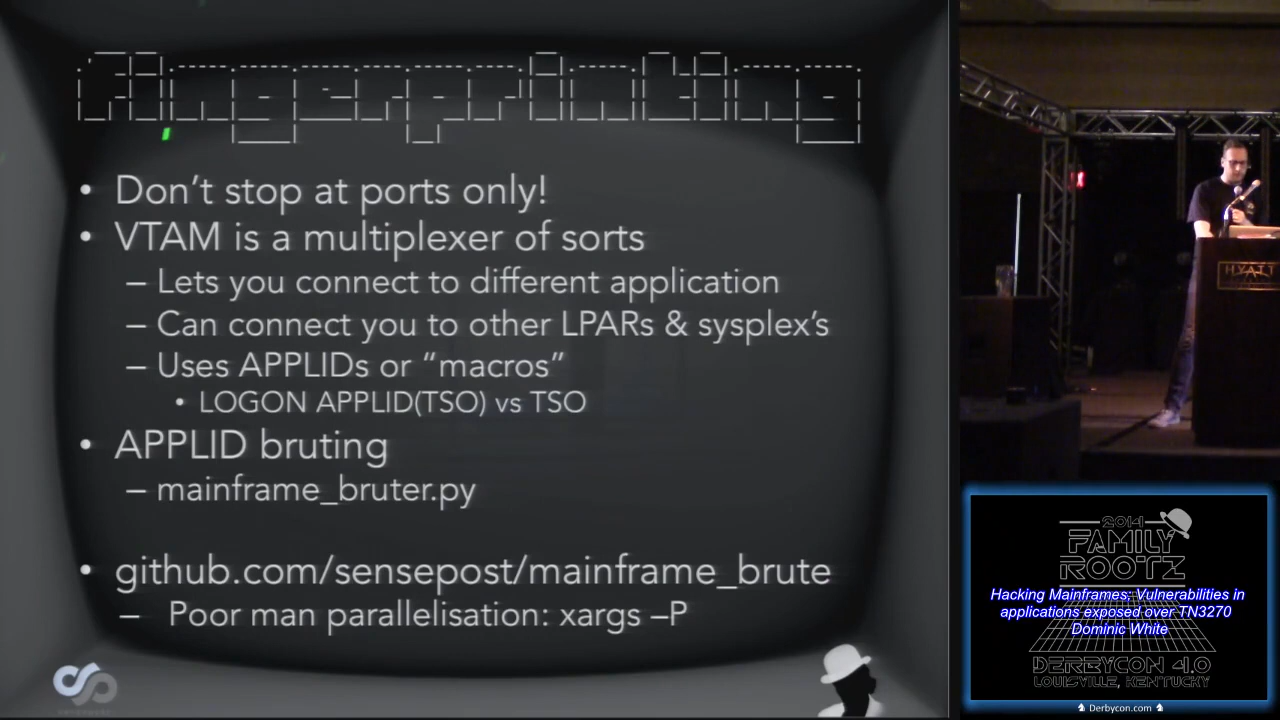 fingerprinting
• Don't stop at ports only!
• VTAM is a multiplexer of sorts
– Lets you connect to different application
– Can connect you to other LPARs & sysplex's
– Uses APPLIDs or "macros"
• LOGON APPLID(TSO) vs TSO
• APPLID bruting
– mainframe_bruter.py
• github.com/sensepost/mainframe_brute
– Poor man parallelisation: xargs –P
HYATT
2014
FAMILY
ROOTZ
Hacking Mainframes; Vulnerabilities in
applications exposed over TN3270
Dominic White
DERBYCON 4.0
LOUISVILLE, KENTUCKY
Derbycon.com